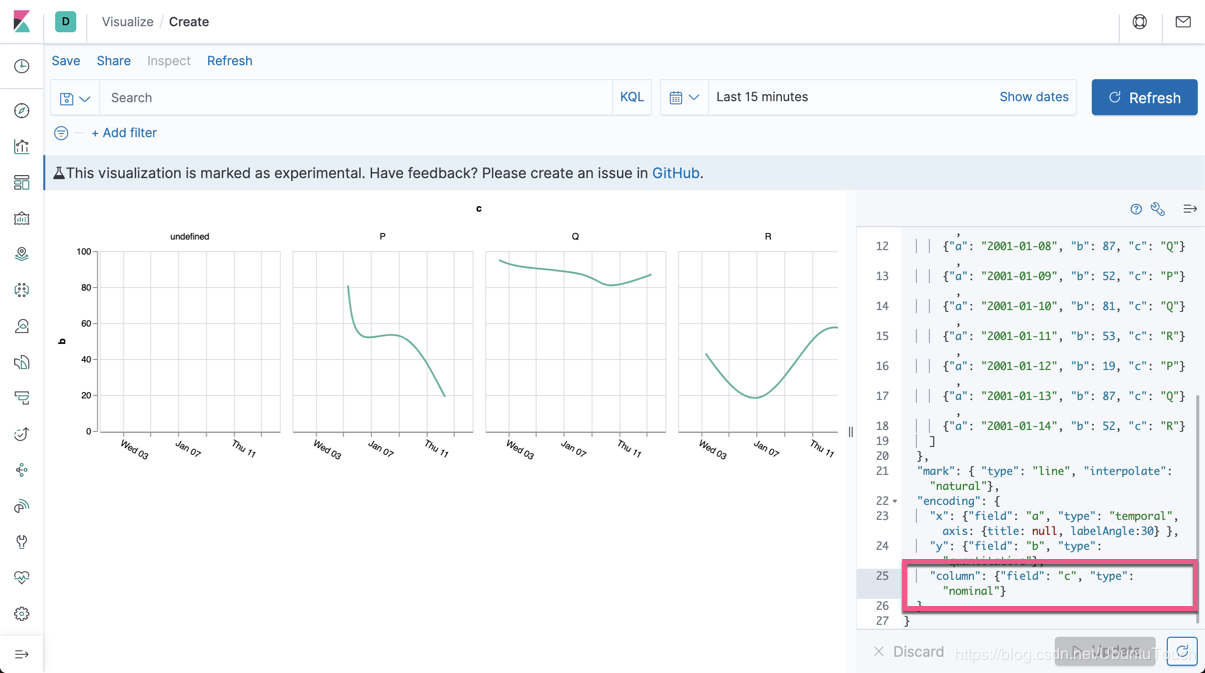 D Visualize / Create
Save Share Inspect Refresh
Search KQL Last 15 minutes Show dates Refresh
+ Add filter
This visualization is marked as experimental. Have feedback? Please create an issue in GitHub.
c
undefined P Q R
100
80
60
40
20
0
b
Wed 03 Jan 07 Thu 11 Wed 03 Jan 07 Thu 11 Wed 03 Jan 07 Thu 11 Wed 03 Jan 07 Thu 11
,
12 {"a": "2001-01-08", "b": 87, "c": "Q"}
,
13 {"a": "2001-01-09", "b": 52, "c": "P"}
,
14 {"a": "2001-01-10", "b": 81, "c": "Q"}
,
15 {"a": "2001-01-11", "b": 53, "c": "R"}
,
16 {"a": "2001-01-12", "b": 19, "c": "P"}
,
17 {"a": "2001-01-13", "b": 87, "c": "Q"}
,
18 {"a": "2001-01-14", "b": 52, "c": "R"}
19 ]
20 },
21 "mark": { "type": "line", "interpolate":
"natural"},
22 "encoding": {
23 "x": {"field": "a", "type": "temporal",
axis: {title: null, labelAngle:30} },
24 "y": {"field": "b", "type":
"quantitative"},
25 "column": {"field": "c", "type":
"nominal"}
26 }
27 }
Discard Update
https://blog.csdn.net/UbuntuTouch